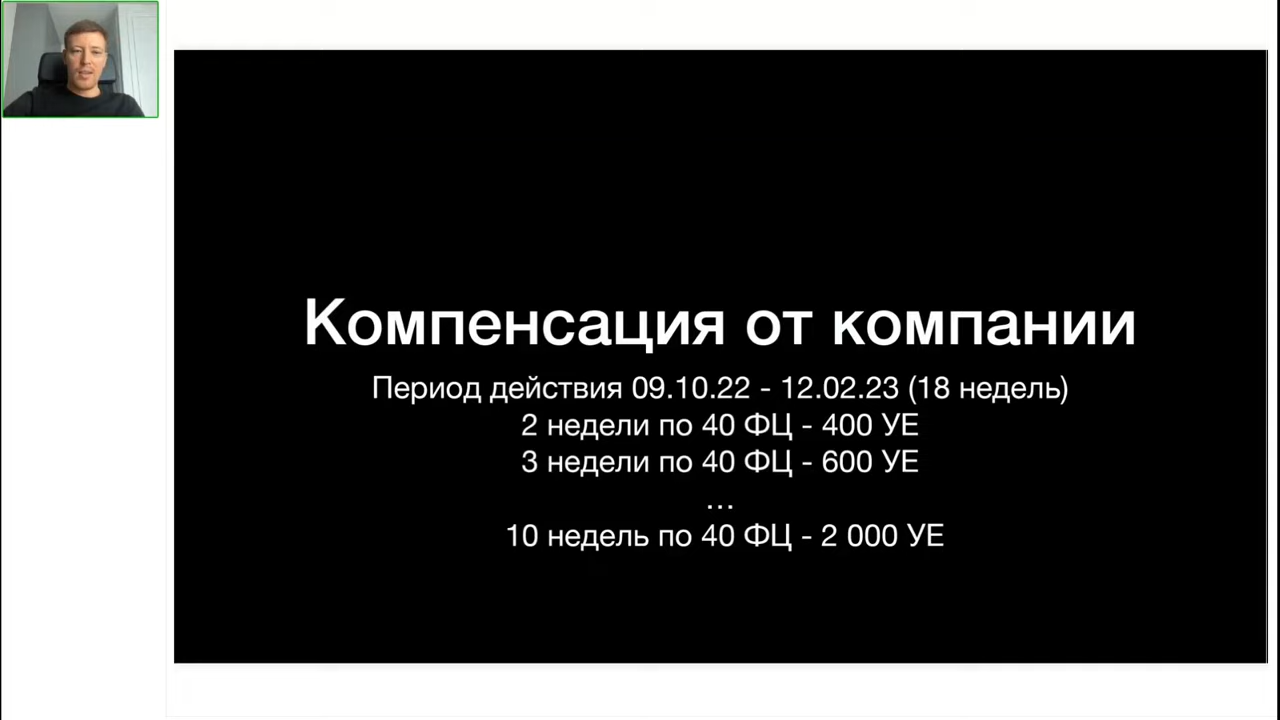 Компенсация от компании
Период действия 09.10.22 - 12.02.23 (18 недель)
2 недели по 40 ФЦ - 400 УЕ
3 недели по 40 ФЦ - 600 УЕ
...
10 недель по 40 ФЦ - 2 000 УЕ